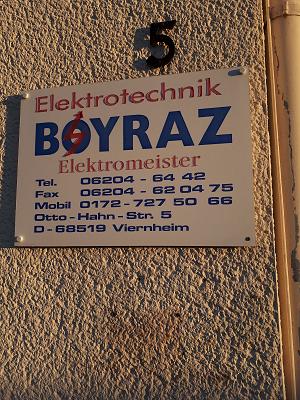 5
Elektrotechnik
BOYRAZ
Elektromeister
Tel. 06204 - 64 42
Fax 06204 - 62 04 75
Mobil 0172 - 727 50 66
Otto - Hahn - Str. 5
D - 68519 Viernheim